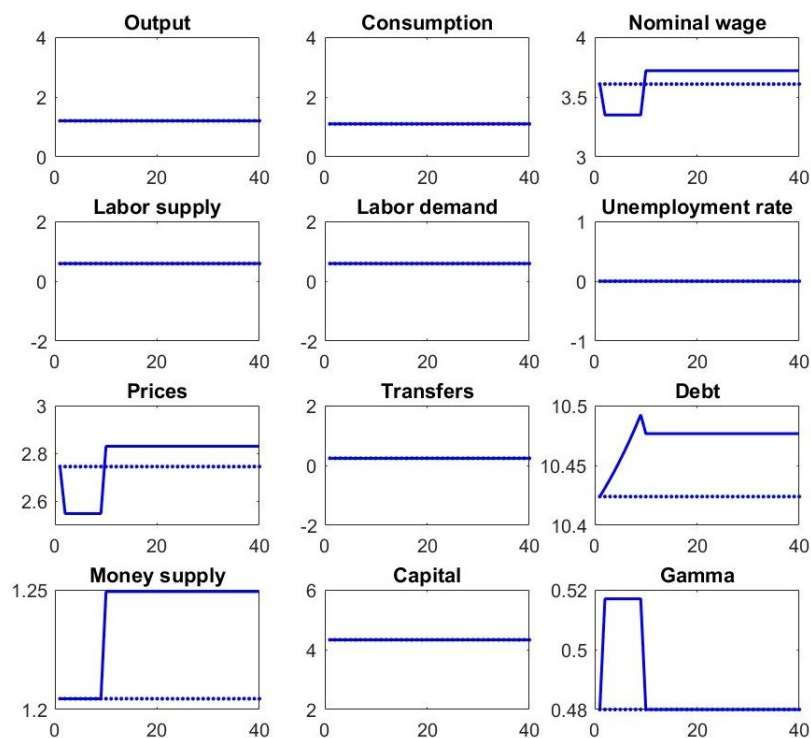 Output Consumption Nominal wage
4 4 4
2 2 3.5
0 0 3
0 20 40 0 20 40 0 20 40
Labor supply Labor demand Unemployment rate
2 2 1
0 0 0
-2 -2 -1
0 20 40 0 20 40 0 20 40
Prices Transfers Debt
3 2 10.5
2.8 0 10.45
2.6 -2 10.4
0 20 40 0 20 40 0 20 40
Money supply Capital Gamma
1.25 6 0.52
4 0.5
1.2 2 0.48
0 20 40 0 20 40 0 20 40